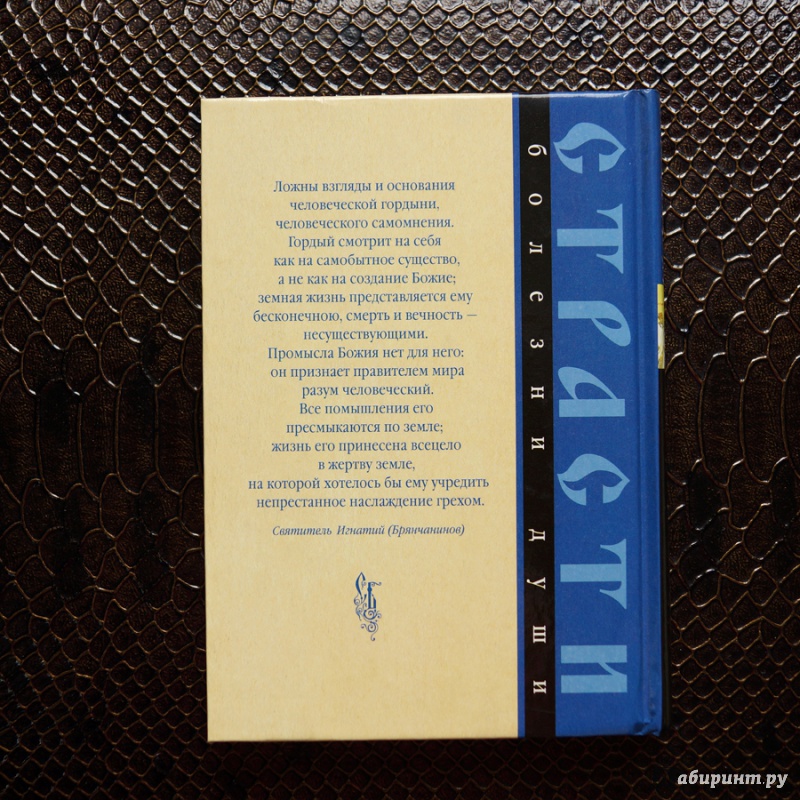 Ложны взгляды и основания
человеческой гордыни,
человеческого самомнения.
Гордый смотрит на себя
как на самобытное существо,
а не как на создание Божие;
земная жизнь представляется ему
бесконечною, смерть и вечность —
несуществующими.
Промысла Божия нет для него:
он признает правителем мира
разум человеческий.
Все помышления его
пресмыкаются по земле;
жизнь его принесена всецело
в жертву земле,
на которой хотелось бы ему учредить
непрестанное наслаждение грехом.
Святитель Игнатий (Брянчанинов)
СБ
болезни души
СТРАСТИ
абиринт.ру